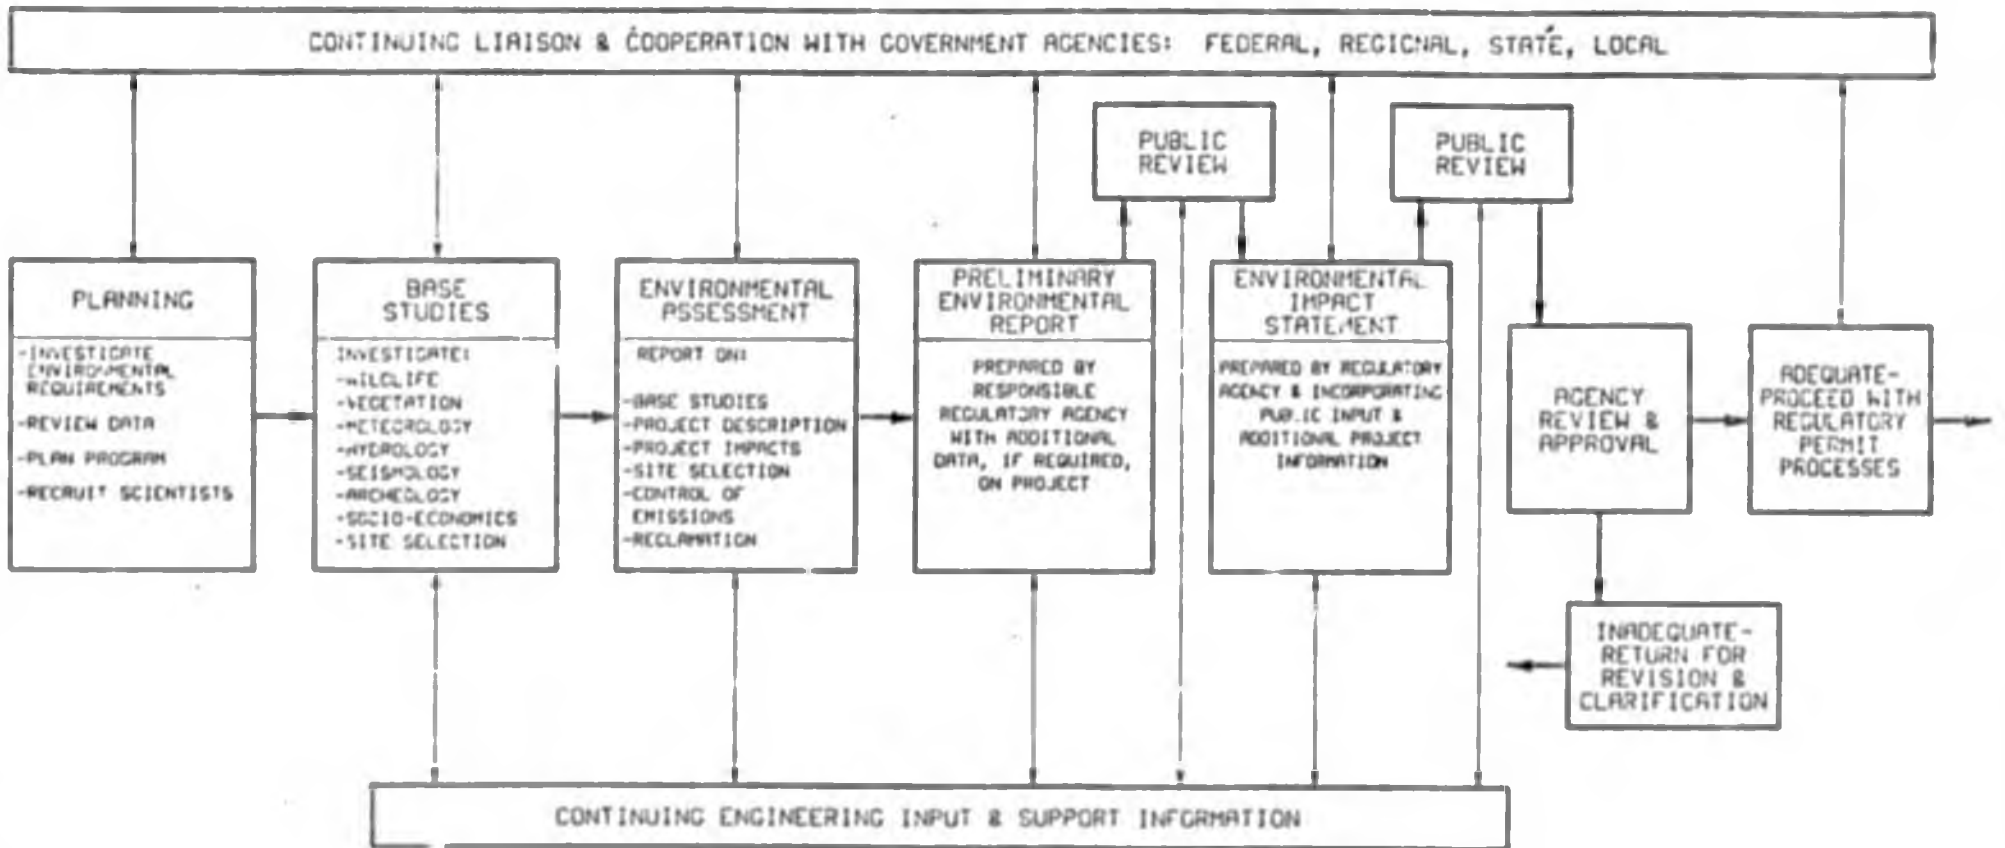 CONTINUING LIAISON & COOPERATION WITH GOVERNMENT AGENCIES: FEDERAL, REGIONAL, STATE, LOCAL
PLANNING
-INVESTIGATE
ENVIRONMENTAL
REQUIREMENTS
-REVIEW DATA
-PLAN PROGRAM
-RECRUIT SCIENTISTS
BASE
STUDIES
INVESTIGATE:
-WILDLIFE
-VEGETATION
-METEOROLOGY
-HYDROLOGY
-SEISMOLOGY
-ARCHEOLOGY
-SOCIO-ECONOMICS
-SITE SELECTION
ENVIRONMENTAL
ASSESSMENT
REPORT ON:
-BASE STUDIES
-PROJECT DESCRIPTION
-PROJECT IMPACTS
-SITE SELECTION
-CONTROL OF
EMISSIONS
-RECLAMATION
PRELIMINARY
ENVIRONMENTAL
REPORT
PREPARED BY
RESPONSIBLE
REGULATORY AGENCY
WITH ADDITIONAL
DATA, IF REQUIRED,
ON PROJECT
PUBLIC
REVIEW
ENVIRONMENTAL
IMPACT
STATEMENT
PREPARED BY REGULATORY
AGENCY & INCORPORATING
PUBLIC INPUT &
ADDITIONAL PROJECT
INFORMATION
PUBLIC
REVIEW
AGENCY
REVIEW &
APPROVAL
ADEQUATE-
PROCEED WITH
REGULATORY
PERMIT
PROCESSES
INADEQUATE-
RETURN FOR
REVISION &
CLARIFICATION
CONTINUING ENGINEERING INPUT & SUPPORT INFORMATION